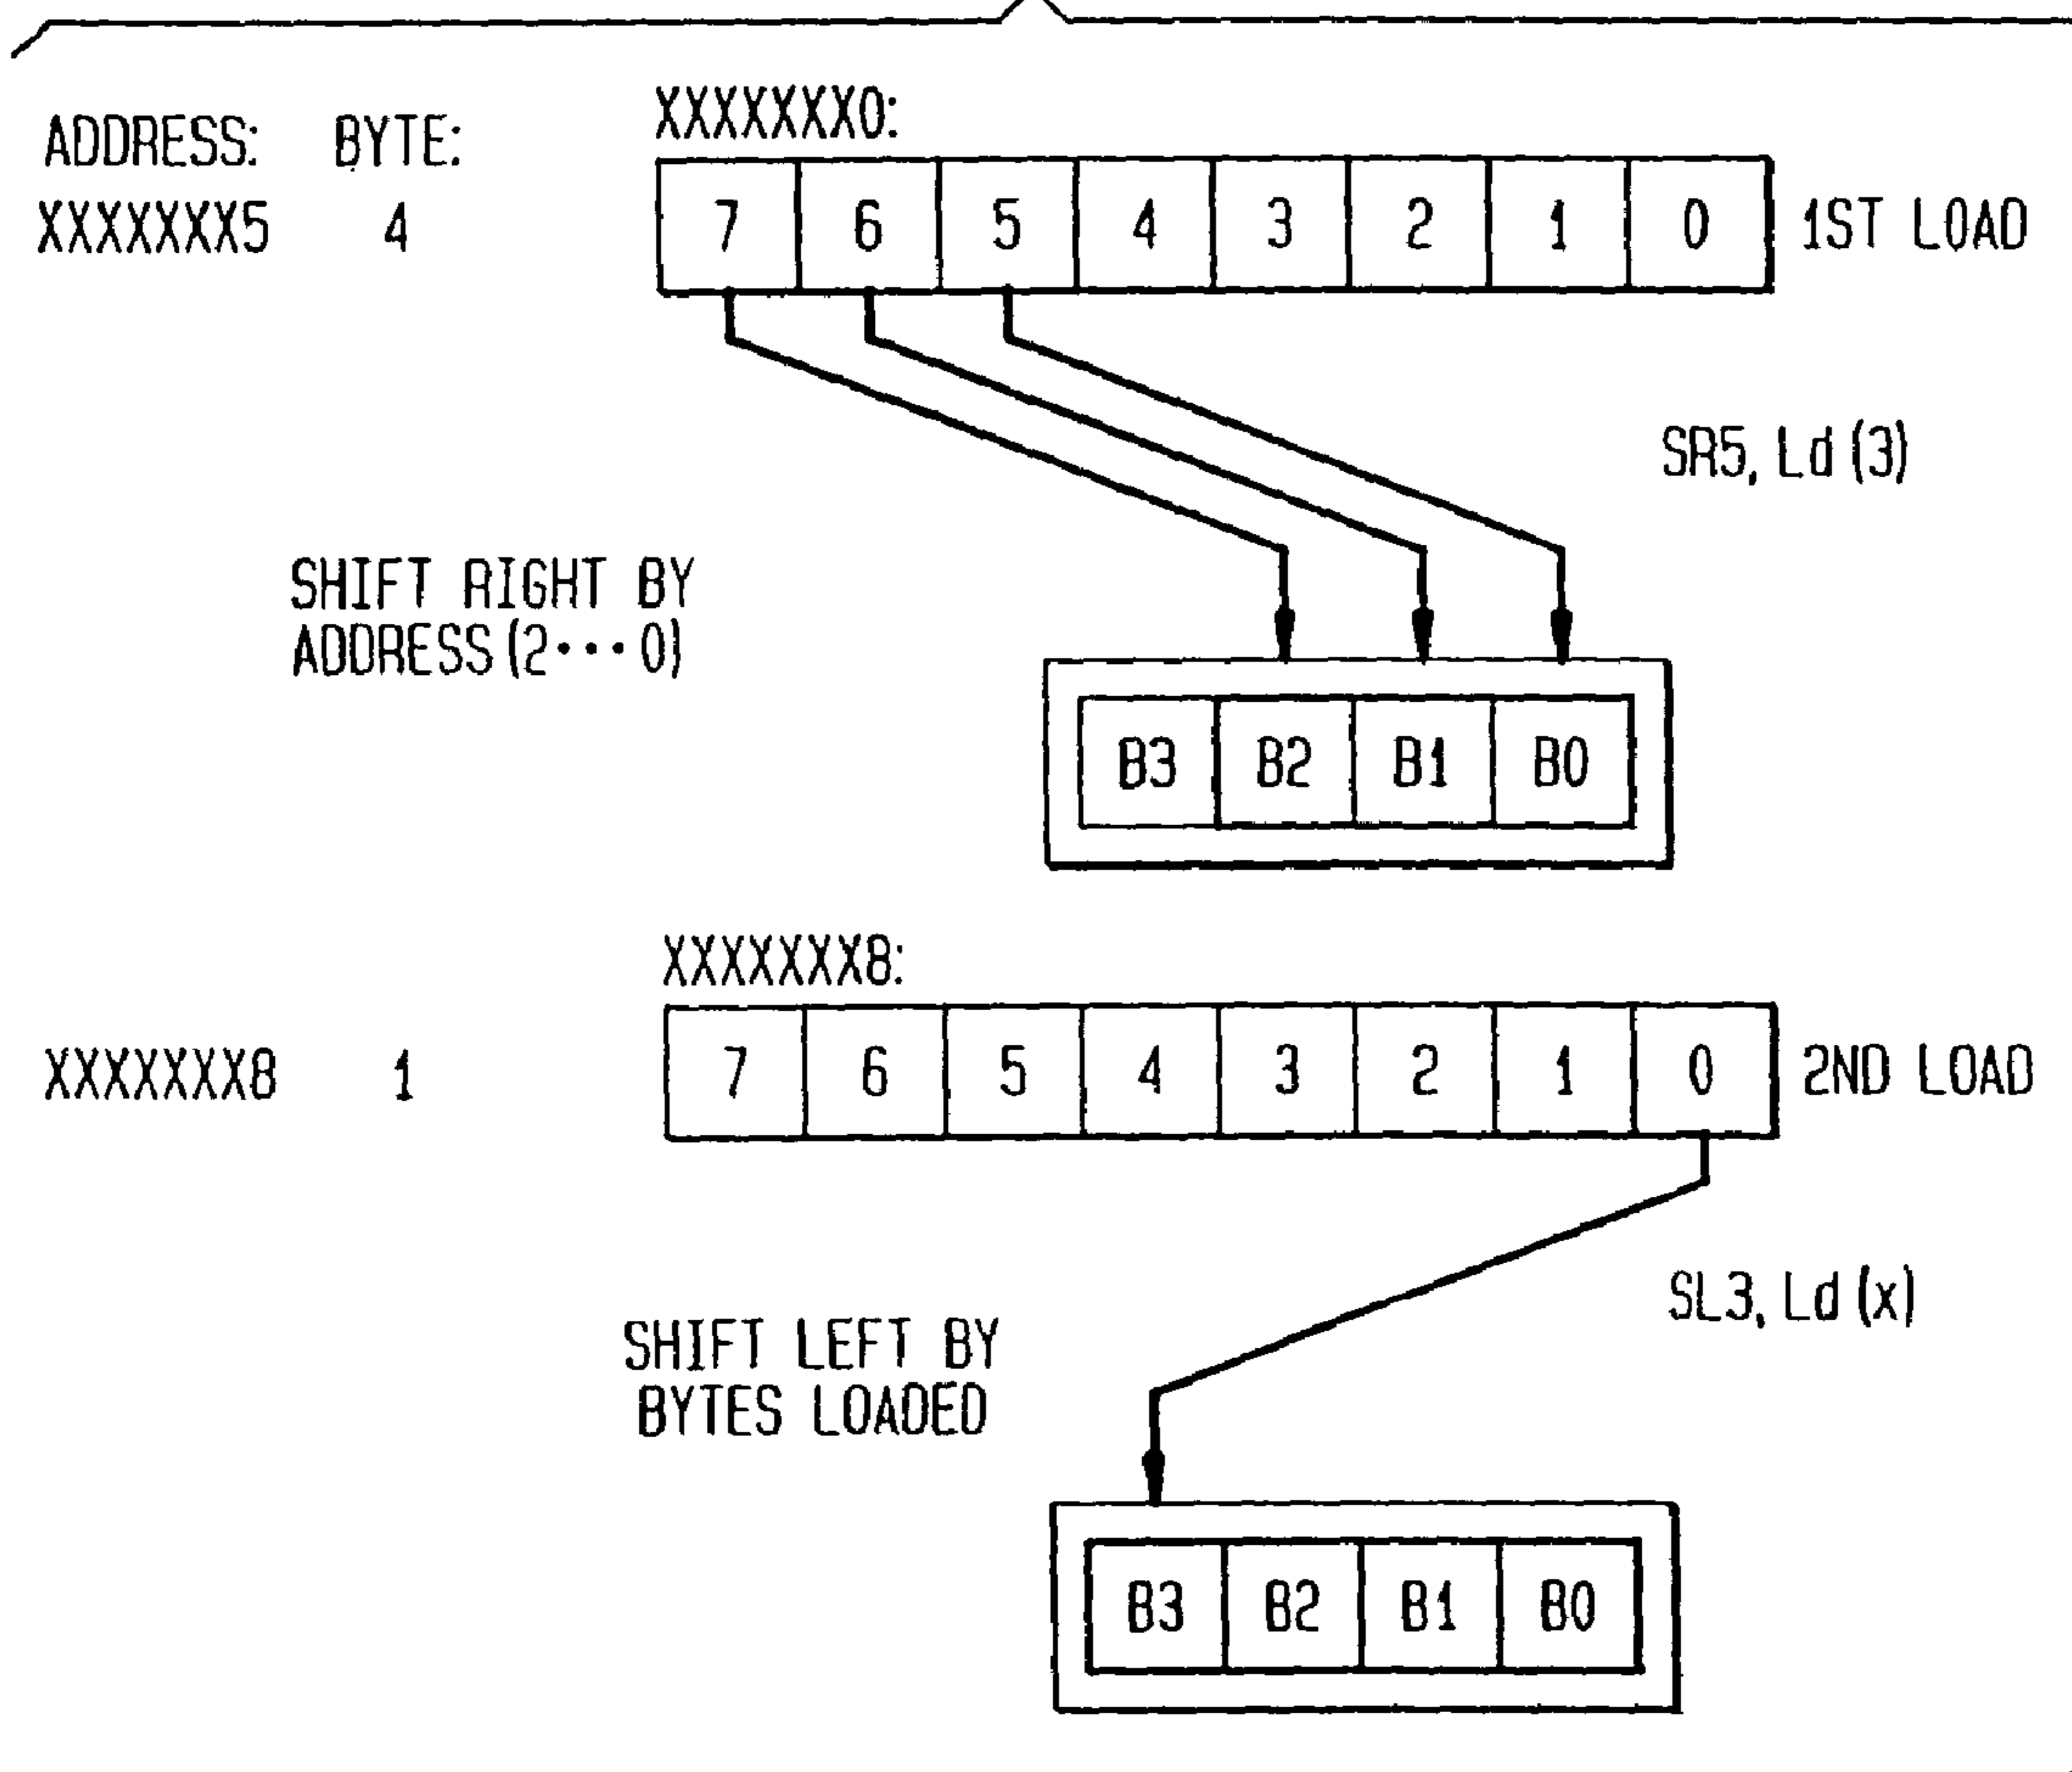 XXXXXXX0:
ADDRESS: BYTE:
XXXXXXX5 4
7 6 5 4 3 2 1 0 1ST LOAD
SR5, Ld (3)
SHIFT RIGHT BY
ADDRESS (2···0)
B3 B2 B1 B0
XXXXXXX8:
XXXXXXX8 1
7 6 5 4 3 2 1 0 2ND LOAD
SL3, Ld (x)
SHIFT LEFT BY
BYTES LOADED
B3 B2 B1 B0